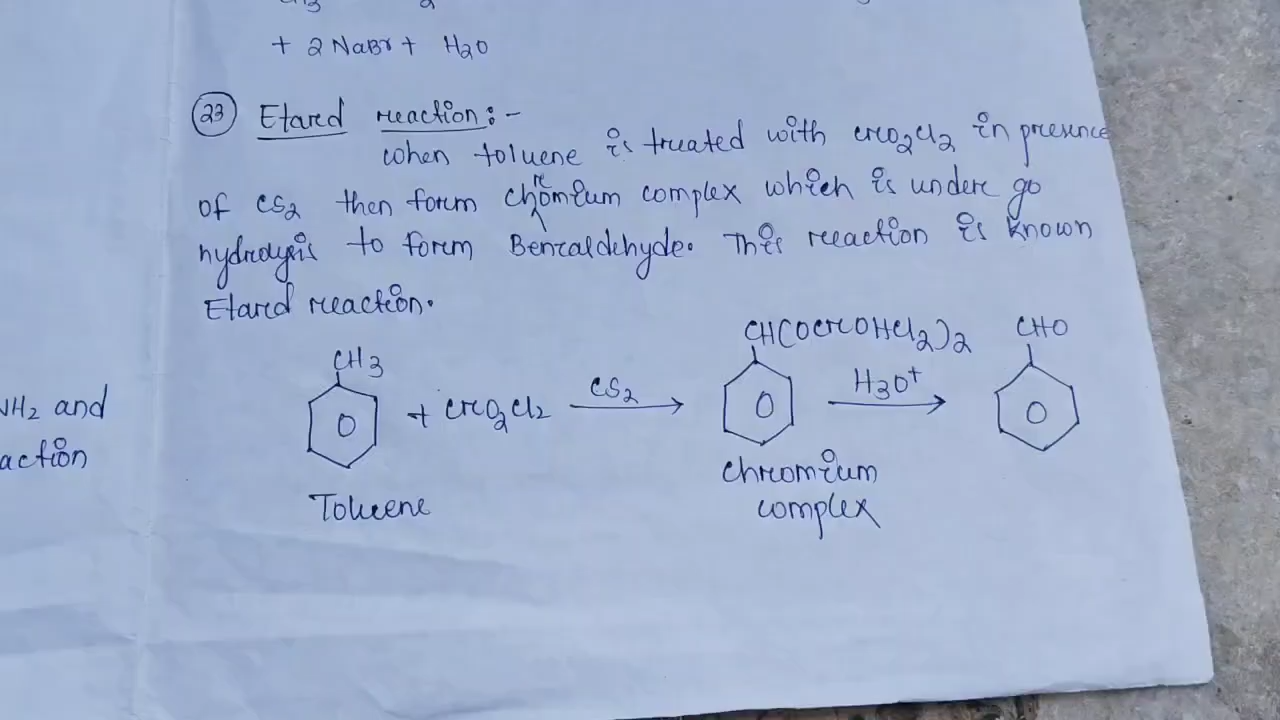 + 2 NaBr + H2O
(23) Etard reaction:-
when toluene is treated with CrO2Cl2 in presence
of CS2 then form chromium complex which is under go
hydrolysis to form Benzaldehyde. This reaction is known
Etard reaction.
CH(OCrOHCl2)2 CHO
CH3
+ CrO2Cl2 CS2 H3O+
NH2 and
action
chromium
Toluene complex